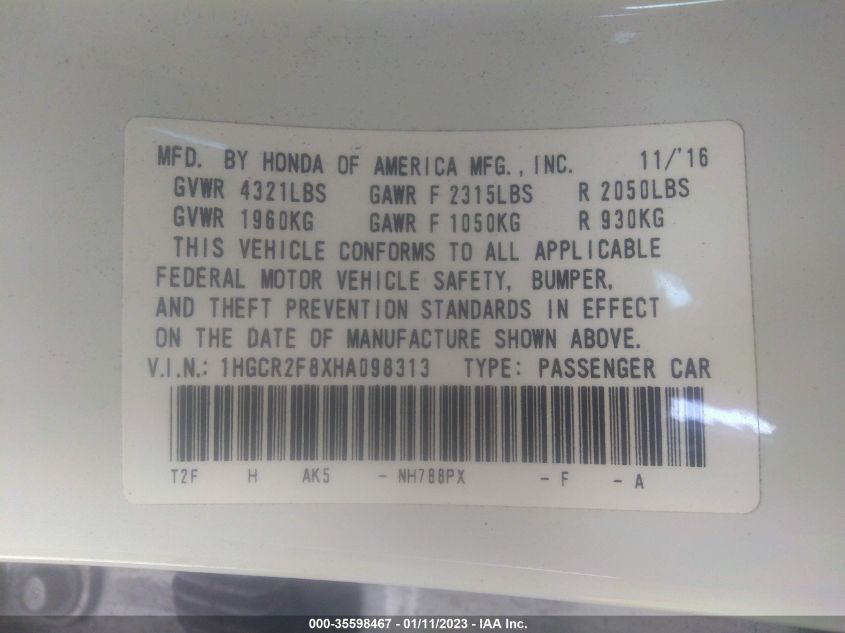 MFD. BY HONDA OF AMERICA MFG., INC. 11/'16
GVWR 4321LBS GAWR F 2315LBS R 2050LBS
GVWR 1960KG GAWR F 1050KG R 930KG
THIS VEHICLE CONFORMS TO ALL APPLICABLE
FEDERAL MOTOR VEHICLE SAFETY, BUMPER,
AND THEFT PREVENTION STANDARDS IN EFFECT
ON THE DATE OF MANUFACTURE SHOWN ABOVE.
V.I.N.: 1HGCR2F8XHA098313 TYPE: PASSENGER CAR
T2F H AK5 - NH788PX - F - A
000-35598467 - 01/11/2023 - IAA Inc.